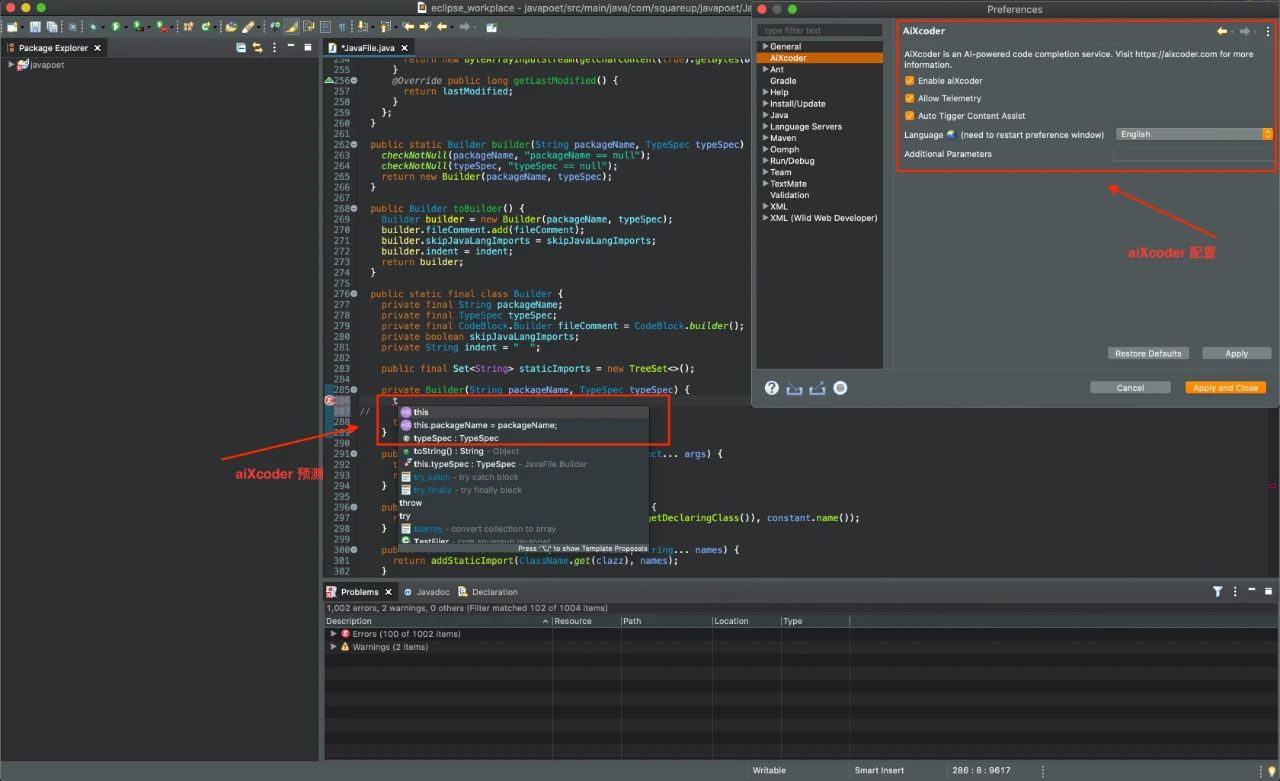 eclipse_workplace - javapoet/src/main/java/com/squareup/javapoet/Ja
Package Explorer
javapoet
*JavaFile.java
254 return new ByteArrayInputStream(getCharContent(true).getBytes(
255 }
256 @Override public long getLastModified() {
257 return lastModified;
258 }
259 };
260 }
261
262 public static Builder builder(String packageName, TypeSpec typeSpec)
263 checkNotNull(packageName, "packageName == null");
264 checkNotNull(typeSpec, "typeSpec == null");
265 return new Builder(packageName, typeSpec);
266 }
267
268 public Builder toBuilder() {
269 Builder builder = new Builder(packageName, typeSpec);
270 builder.fileComment.add(fileComment);
271 builder.skipJavaLangImports = skipJavaLangImports;
272 builder.indent = indent;
273 return builder;
274 }
275
276 public static final class Builder {
277 private final String packageName;
278 private final TypeSpec typeSpec;
279 private final CodeBlock.Builder fileComment = CodeBlock.builder();
280 private boolean skipJavaLangImports;
281 private String indent = "  ";
282
283 public final Set<String> staticImports = new TreeSet<>();
284
285 private Builder(String packageName, TypeSpec typeSpec) {
286 t
287 //
288 t
289 }
290
291 pu ect... args) {
292 t
293 r
294 }
295
296 pu {
297 r getDeclaringClass()), constant.name());
298 }
299
300 pu tring... names) {
301 return addStaticImport(ClassName.get(clazz), names);
302 }
this
this.packageName = packageName;
typeSpec : TypeSpec
toString() : String - Object
this.typeSpec : TypeSpec - JavaFile.Builder
try_catch - try catch block
try_finally - try finally block
throw
try
toarray - convert collection to array
TestFiler - com.squareup.javapoet
Press '⌥/' to show Template Proposals
aiXcoder 预测
Preferences
type filter text
General
AiXcoder
Ant
Gradle
Help
Install/Update
Java
Language Servers
Maven
Oomph
Run/Debug
Team
TextMate
Validation
XML
XML (Wild Web Developer)
AiXcoder
AiXcoder is an AI-powered code completion service. Visit https://aixcoder.com for more
information.
Enable aiXcoder
Allow Telemetry
Auto Tigger Content Assist
Language (need to restart preference window) English
Additional Parameters
aiXcoder 配置
Restore Defaults Apply
Cancel Apply and Close
Problems Javadoc Declaration
1,002 errors, 2 warnings, 0 others (Filter matched 102 of 1004 items)
Description Resource Path Location Type
Errors (100 of 1002 items)
Warnings (2 items)
Writable Smart Insert 286 : 8 : 9617